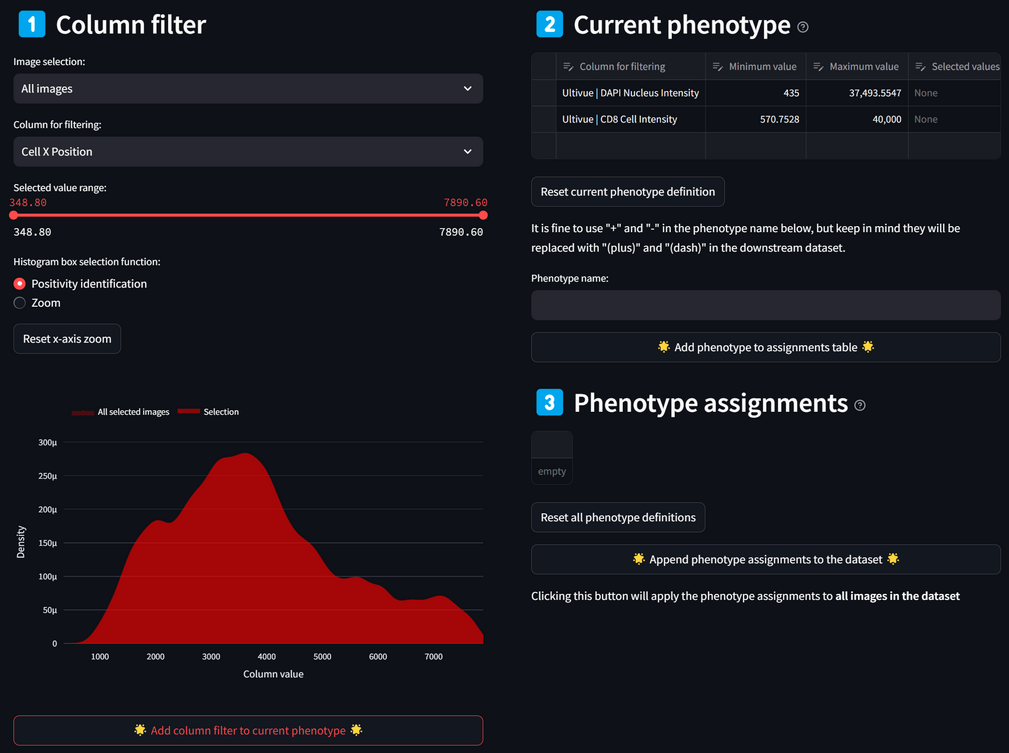 1 Column filter
Image selection:
All images
Column for filtering:
Cell X Position
Selected value range:
348.80 7890.60
348.80 7890.60
Histogram box selection function:
Positivity identification
Zoom
Reset x-axis zoom
All selected images Selection
300μ
250μ
200μ
150μ
100μ
50μ
0
Density
1000 2000 3000 4000 5000 6000 7000
Column value
🌟 Add column filter to current phenotype 🌟
2 Current phenotype ?
Column for filtering Minimum value Maximum value Selected values
Ultivue | DAPI Nucleus Intensity 435 37,493.5547 None
Ultivue | CD8 Cell Intensity 570.7528 40,000 None
Reset current phenotype definition
It is fine to use "+" and "-" in the phenotype name below, but keep in mind they will be
replaced with "(plus)" and "(dash)" in the downstream dataset.
Phenotype name:
🌟 Add phenotype to assignments table 🌟
3 Phenotype assignments ?
empty
Reset all phenotype definitions
🌟 Append phenotype assignments to the dataset 🌟
Clicking this button will apply the phenotype assignments to all images in the dataset